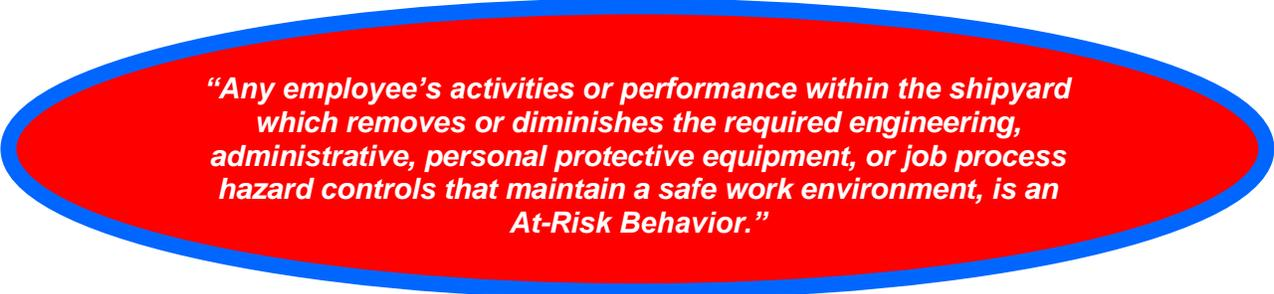 “Any employee’s activities or performance within the shipyard
which removes or diminishes the required engineering,
administrative, personal protective equipment, or job process
hazard controls that maintain a safe work environment, is an
At-Risk Behavior.”